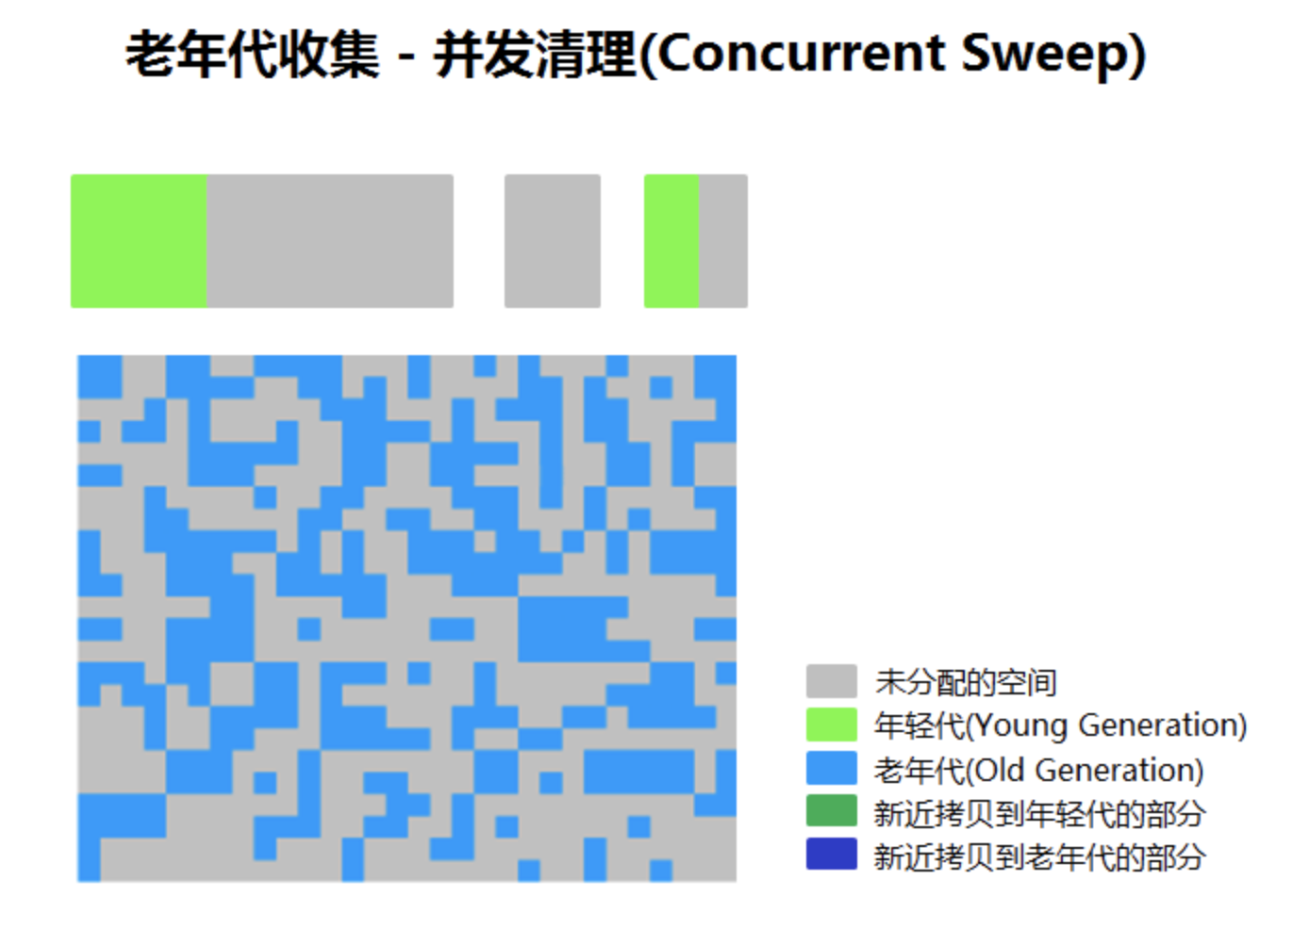 老年代收集 - 并发清理(Concurrent Sweep)
未分配的空间
年轻代(Young Generation)
老年代(Old Generation)
新近拷贝到年轻代的部分
新近拷贝到老年代的部分